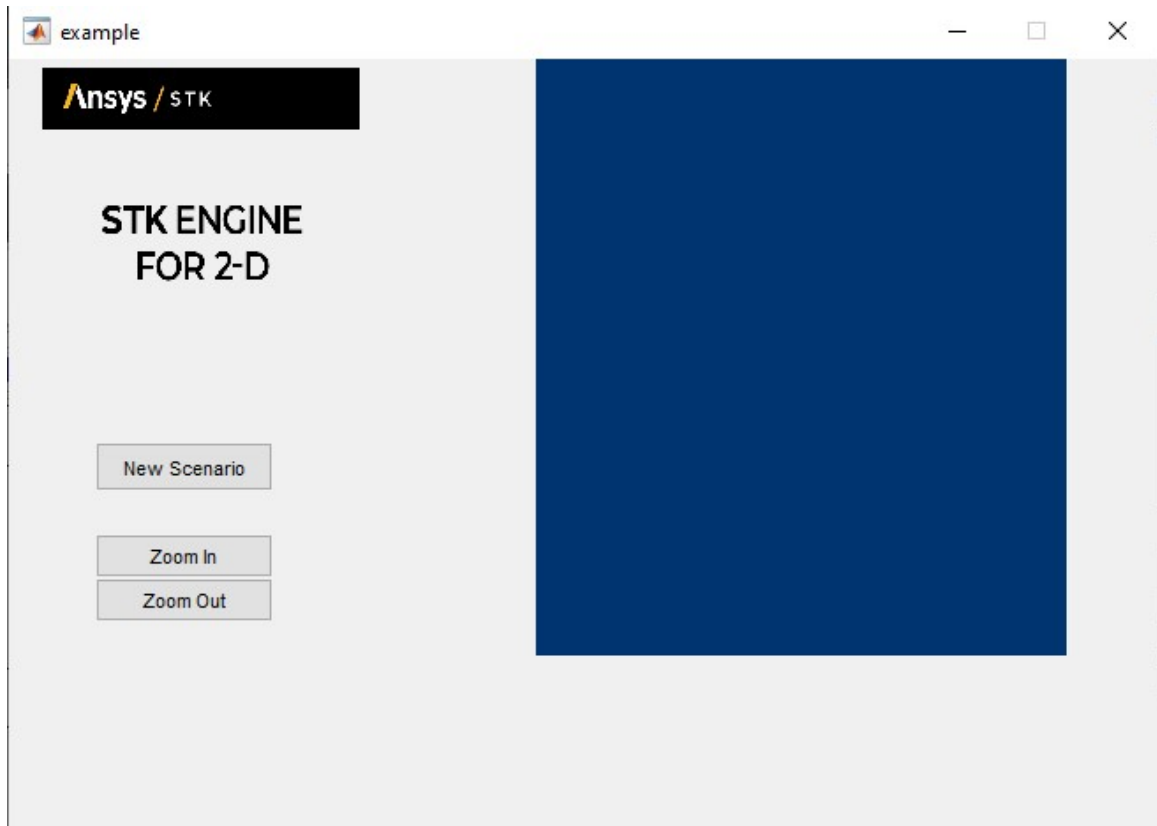 example
Ansys / STK
STK ENGINE
FOR 2-D
New Scenario
Zoom In
Zoom Out